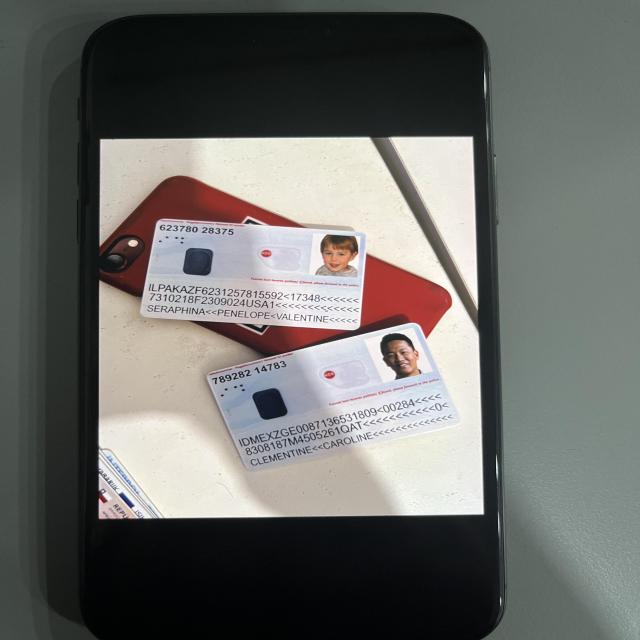 623780 28375
ILPAKAZF6231257815592<17348<<<<<<
7310218F2309024USA1<<<<<<<<<<<
SERAPHINA<<PENELOPE<VALENTINE<<<<<
789282 14783
IDMEXZGE0087136531809<00284<<<<
8308187M4505261QAT<<<<<<<<<<<0<
CLEMENTINE<<CAROLINE<<<<<<<<<<